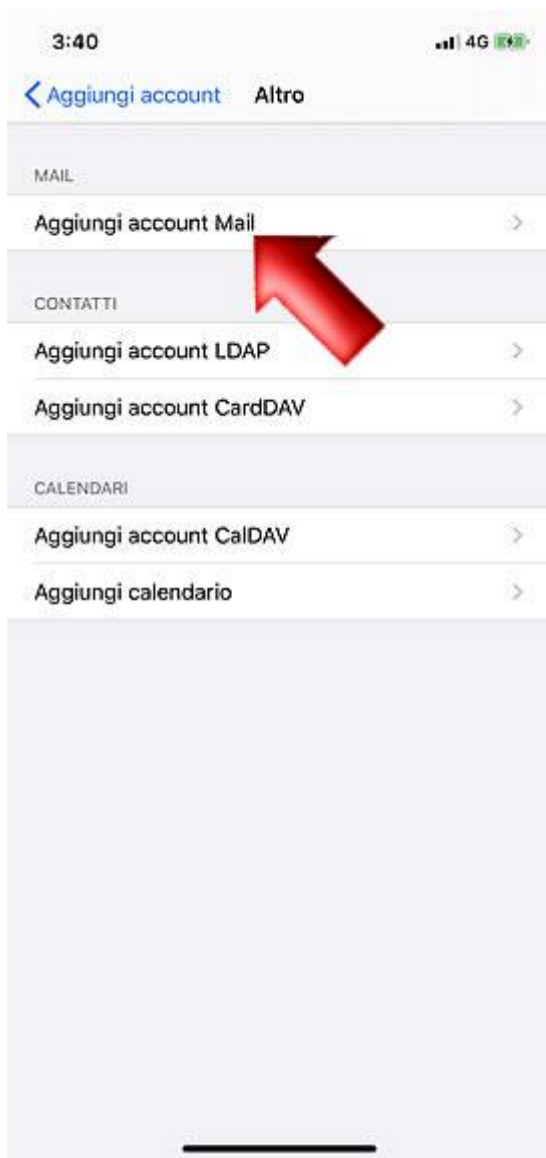 3:40
4G
Aggiungi account
Altro
MAIL
Aggiungi account Mail
CONTATTI
Aggiungi account LDAP
Aggiungi account CardDAV
CALENDARI
Aggiungi account CalDAV
Aggiungi calendario